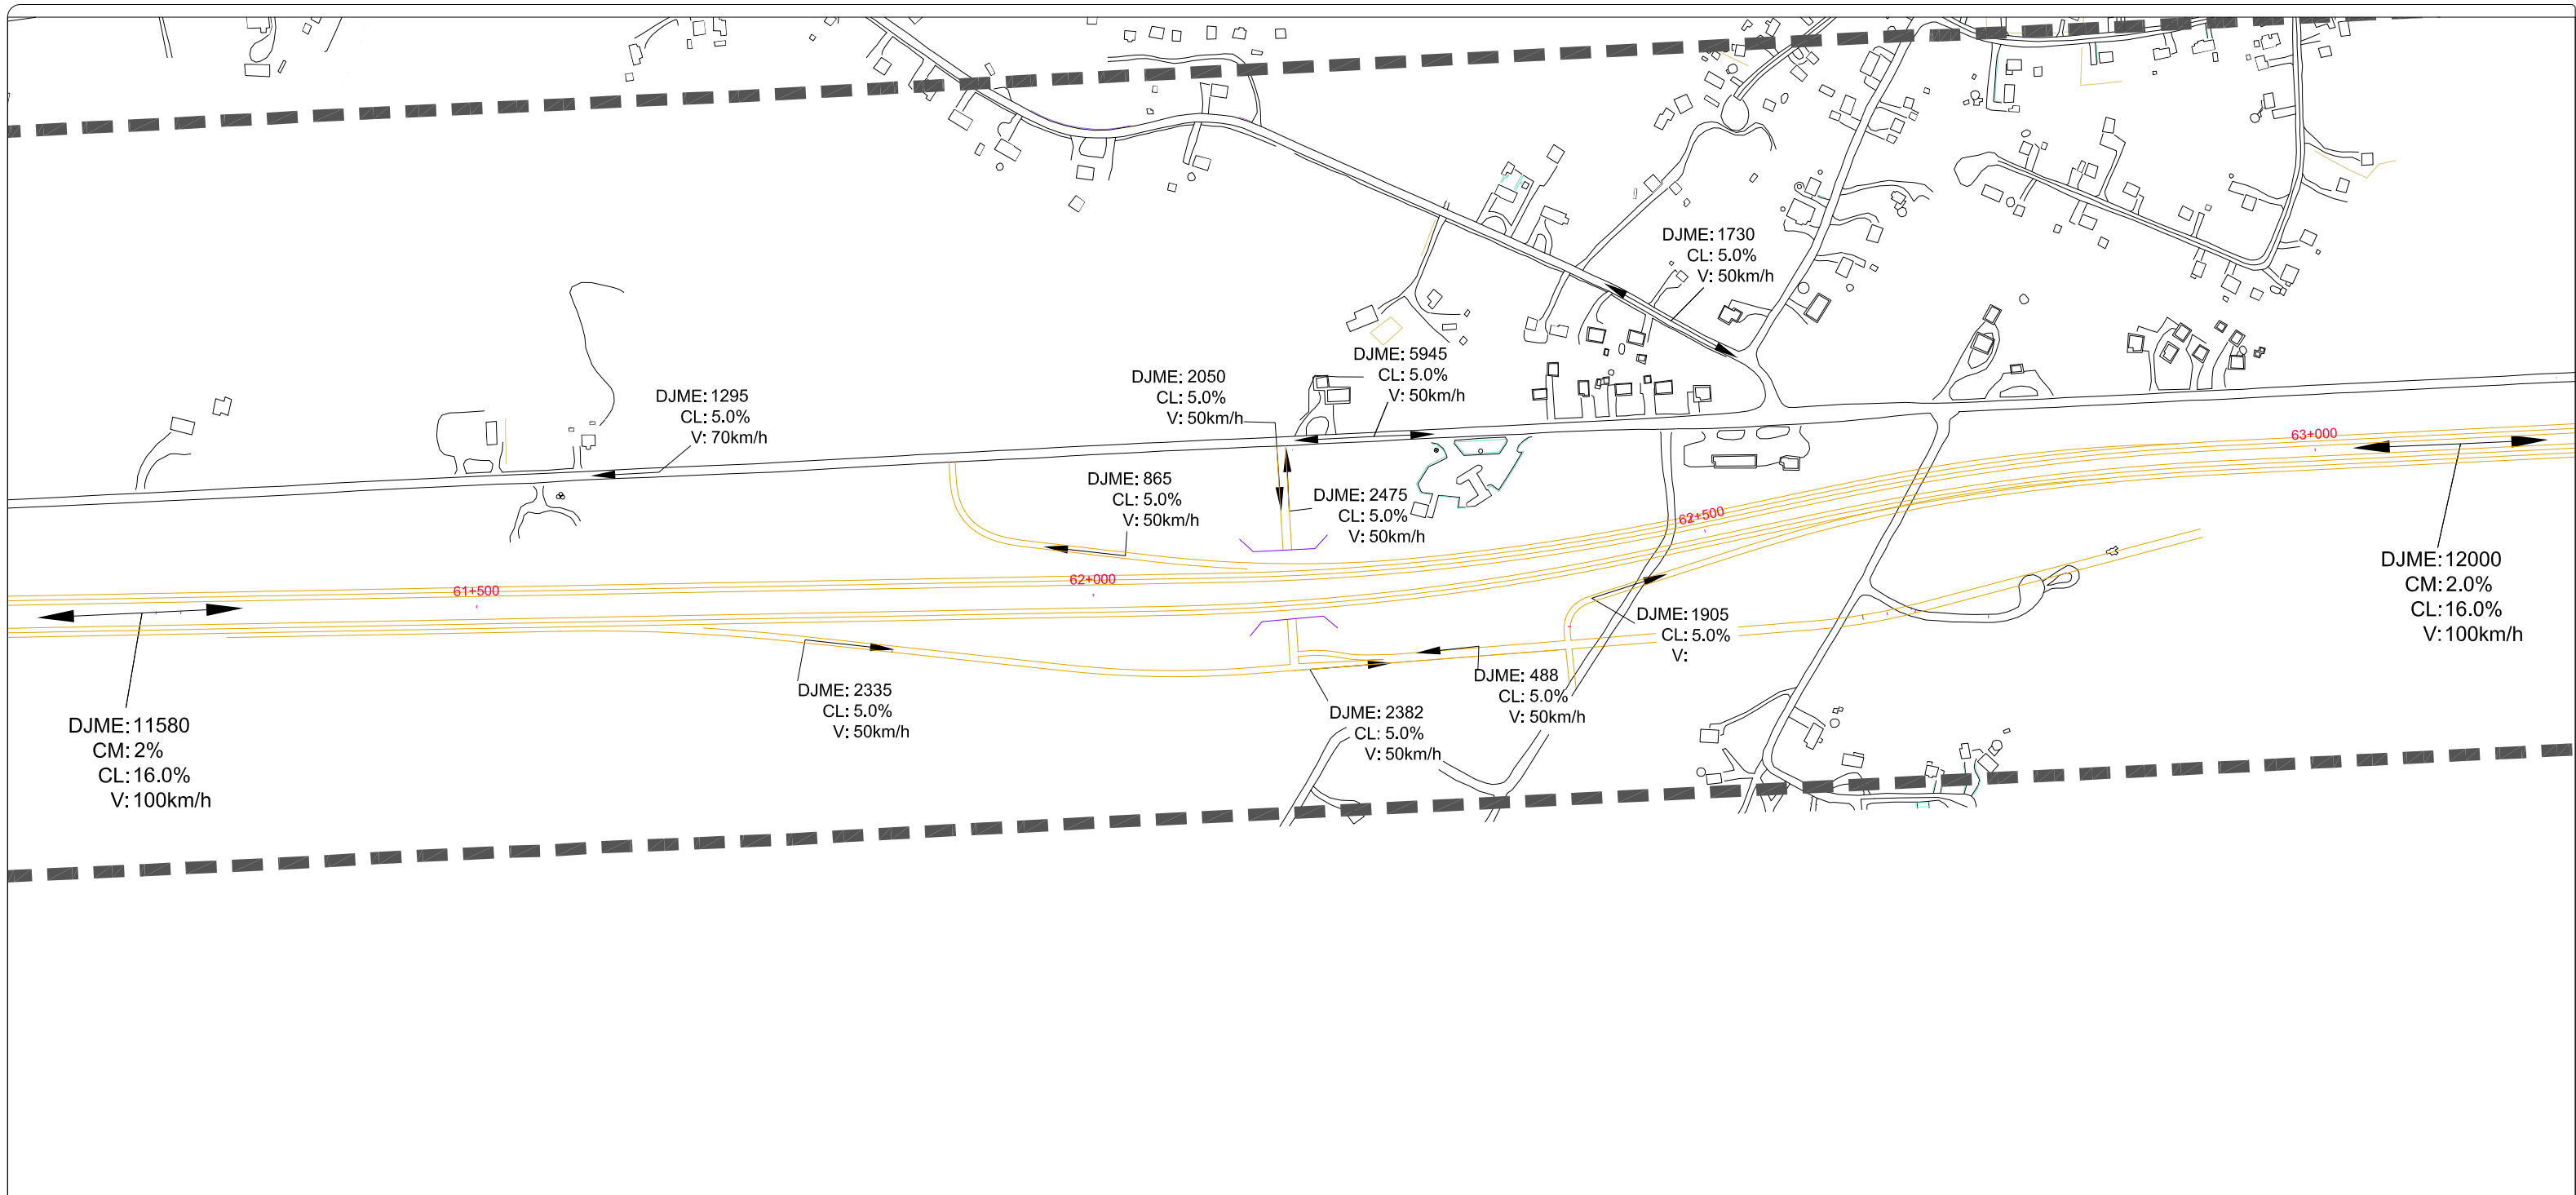 DJME: 1730
CL: 5.0%
V: 50km/h
DJME: 5945
CL: 5.0%
V: 50km/h
DJME: 2050
CL: 5.0%
V: 50km/h
DJME: 1295
CL: 5.0%
V: 70km/h
63+000
DJME: 865
CL: 5.0%
V: 50km/h
DJME: 2475
CL: 5.0%
V: 50km/h
62+500
62+000
61+500
DJME: 12000
CM: 2.0%
CL: 16.0%
V: 100km/h
DJME: 1905
CL: 5.0%
V:
DJME: 488
CL: 5.0%
V: 50km/h
DJME: 2335
CL: 5.0%
V: 50km/h
DJME: 2382
CL: 5.0%
V: 50km/h
DJME: 11580
CM: 2%
CL: 16.0%
V: 100km/h